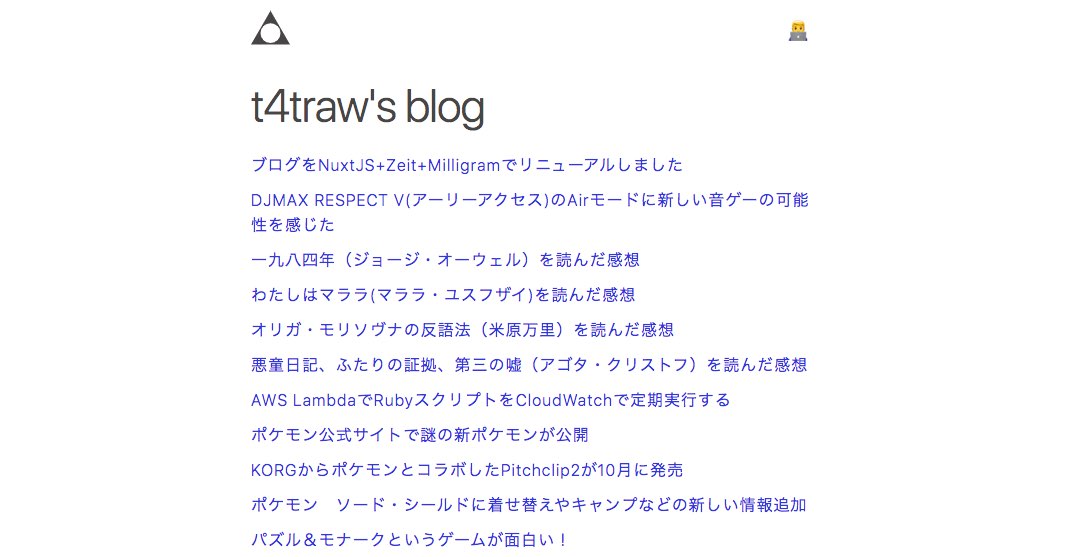 t4traw's blog
ブログをNuxtJS+Zeit+Milligramでリニューアルしました
DJMAX RESPECT V(アーリーアクセス)のAirモードに新しい音ゲーの可能
性を感じた
一九八四年（ジョージ・オーウェル）を読んだ感想
わたしはマララ(マララ・ユスフザイ)を読んだ感想
オリガ・モリソヴナの反語法（米原万里）を読んだ感想
悪童日記、ふたりの証拠、第三の嘘（アゴタ・クリストフ）を読んだ感想
AWS LambdaでRubyスクリプトをCloudWatchで定期実行する
ポケモン公式サイトで謎の新ポケモンが公開
KORGからポケモンとコラボしたPitchclip2が10月に発売
ポケモン　ソード・シールドに着せ替えやキャンプなどの新しい情報追加
パズル＆モナークというゲームが面白い！